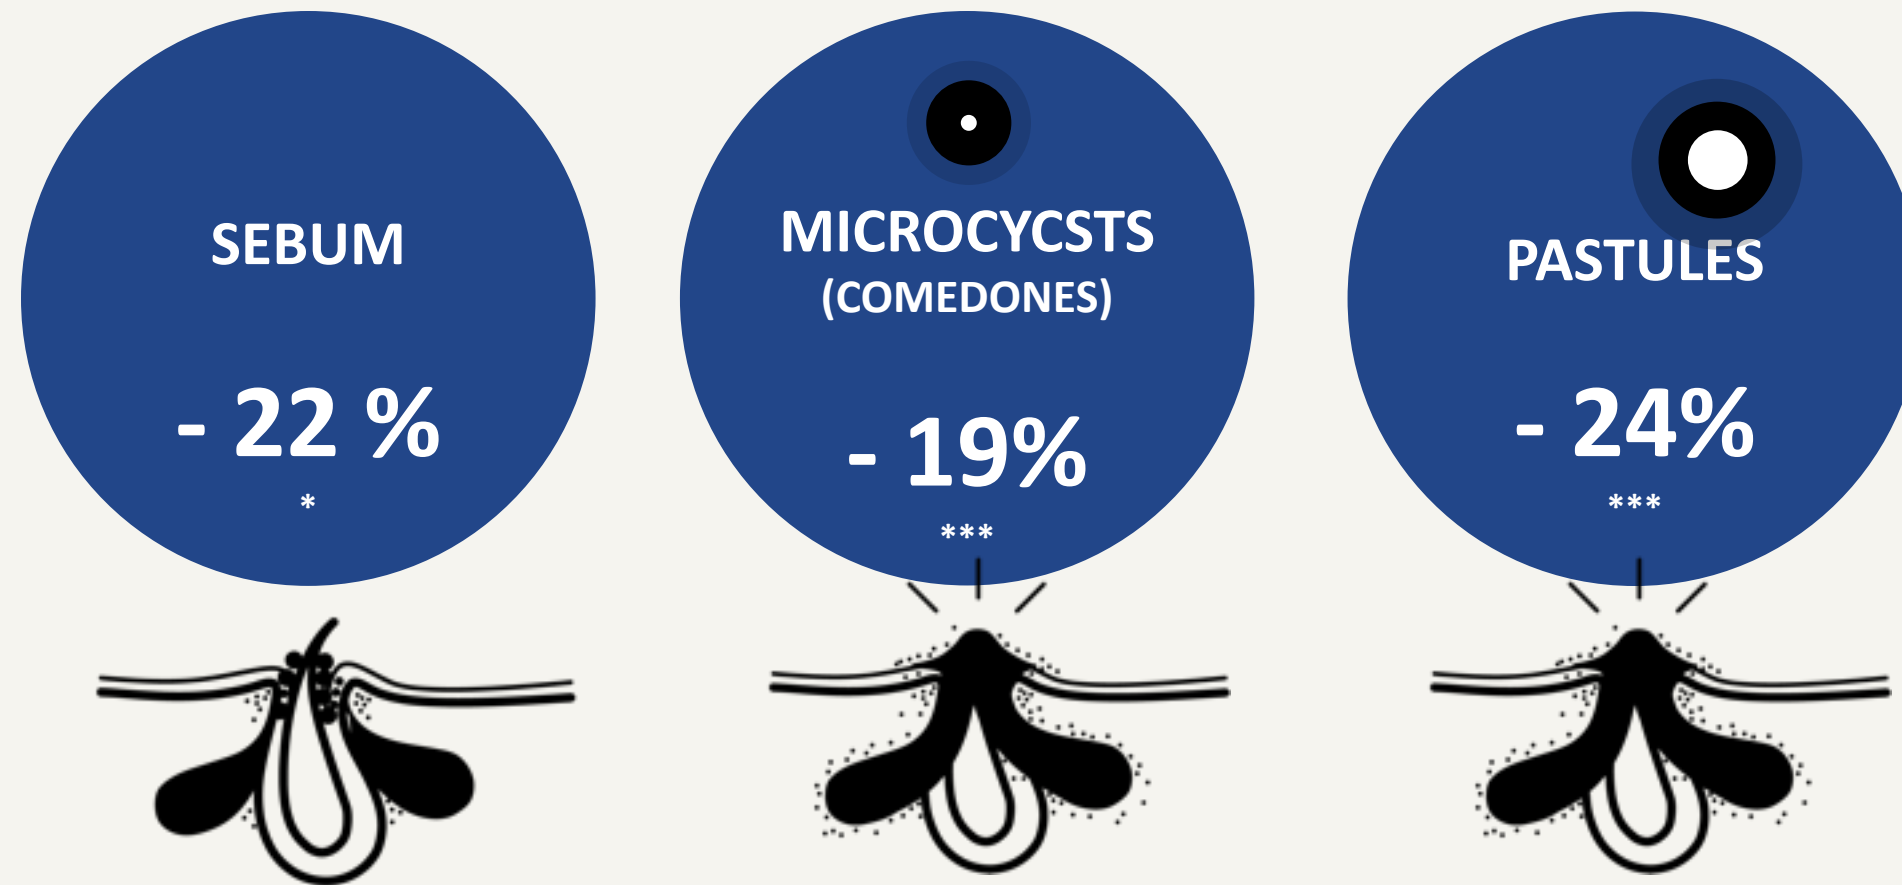 SEBUM
- 22 %
*
MICROCYCSTS
(COMEDONES)
- 19%
***
PASTULES
- 24%
***